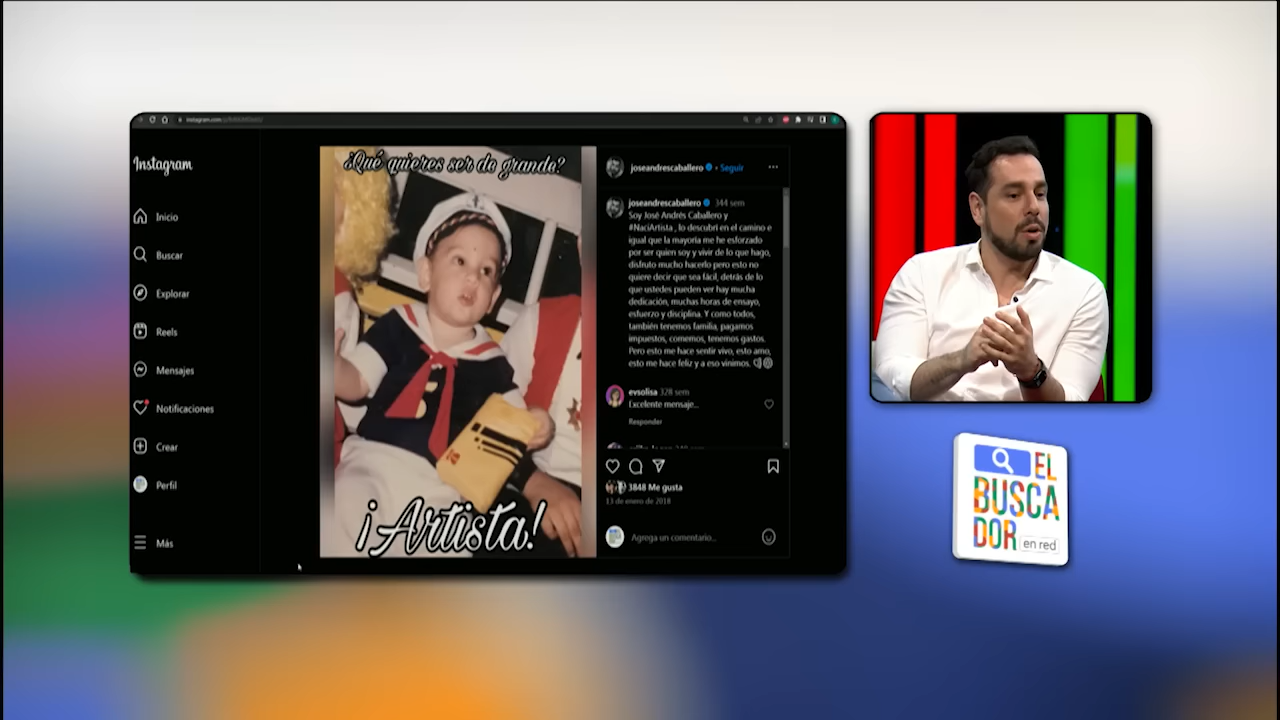 Instagram
Inicio
Buscar
Explorar
Reels
Mensajes
Notificaciones
Crear
Perfil
Más
¿Qué quieres ser de grande?
¡Artista!
joseandrescaballero • Seguir
joseandrescaballero 344 sem
Soy José Andrés Caballero y
#NaciArtista , lo descubrí en el camino e
igual que la mayoría me he esforzado
por ser quien soy y vivir de lo que hago,
disfruto mucho hacerlo pero esto no
quiere decir que sea fácil, detrás de lo
que ustedes pueden ver hay mucha
dedicación, muchas horas de ensayo,
esfuerzo y disciplina. Y como todos,
también tenemos familia, pagamos
impuestos, comemos, tenemos gastos.
Pero esto me hace sentir vivo, esto amo,
esto me hace feliz y a eso vinimos.
evsolisa 328 sem
Excelente mensaje...
Responder
3848 Me gusta
13 de enero de 2018
Agrega un comentario...
EL
BUSCA
DOR
en red